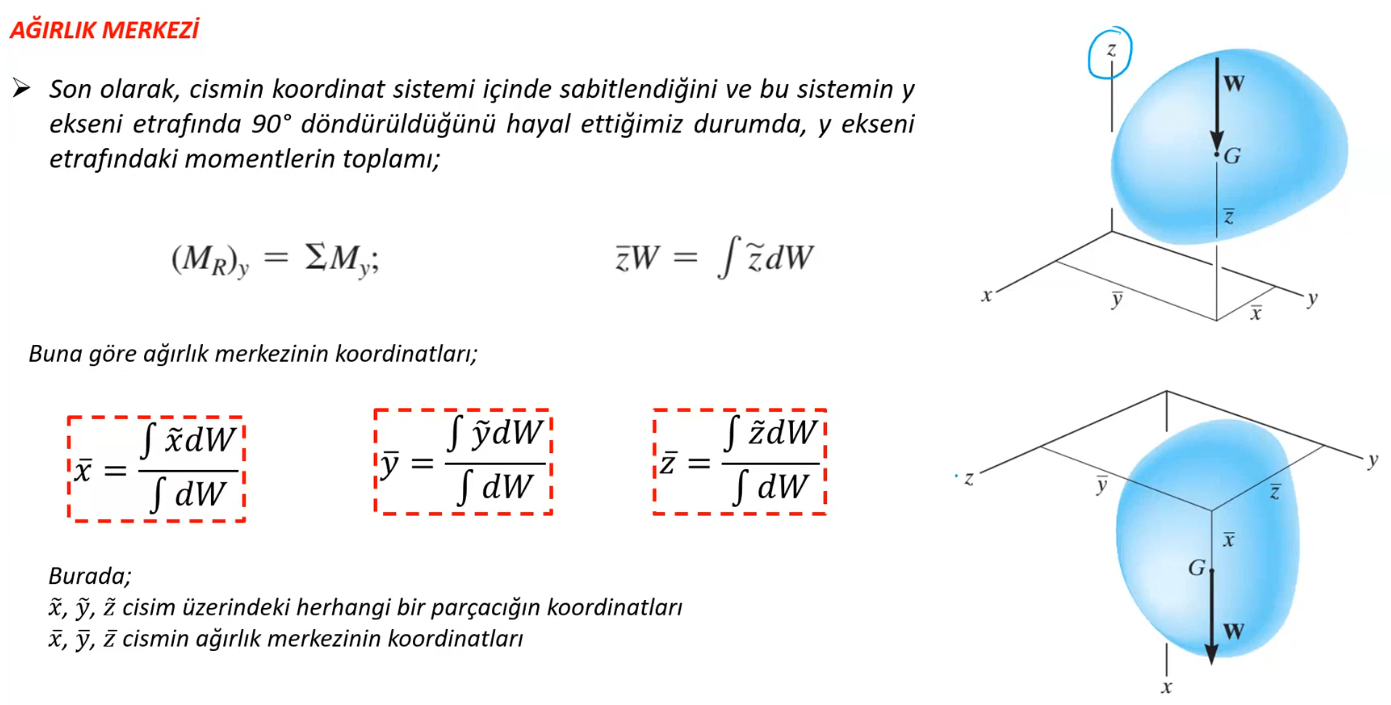 AĞIRLIK MERKEZİ
➢ Son olarak, cismin koordinat sistemi içinde sabitlendiğini ve bu sistemin y
ekseni etrafında 90° döndürüldüğünü hayal ettiğimiz durumda, y ekseni
etrafındaki momentlerin toplamı;
(M_R)_y = ΣM_y; z̅W = ∫z̃dW
Buna göre ağırlık merkezinin koordinatları;
x̅ = ∫x̃dW / ∫dW
y̅ = ∫ỹdW / ∫dW
z̅ = ∫z̃dW / ∫dW
Burada;
x̃, ỹ, z̃ cisim üzerindeki herhangi bir parçacığın koordinatları
x̅, y̅, z̅ cismin ağırlık merkezinin koordinatları
z
W
G
z̅
x
y̅
x̅
y
z
y̅
z̅
y
x̅
G
W
x